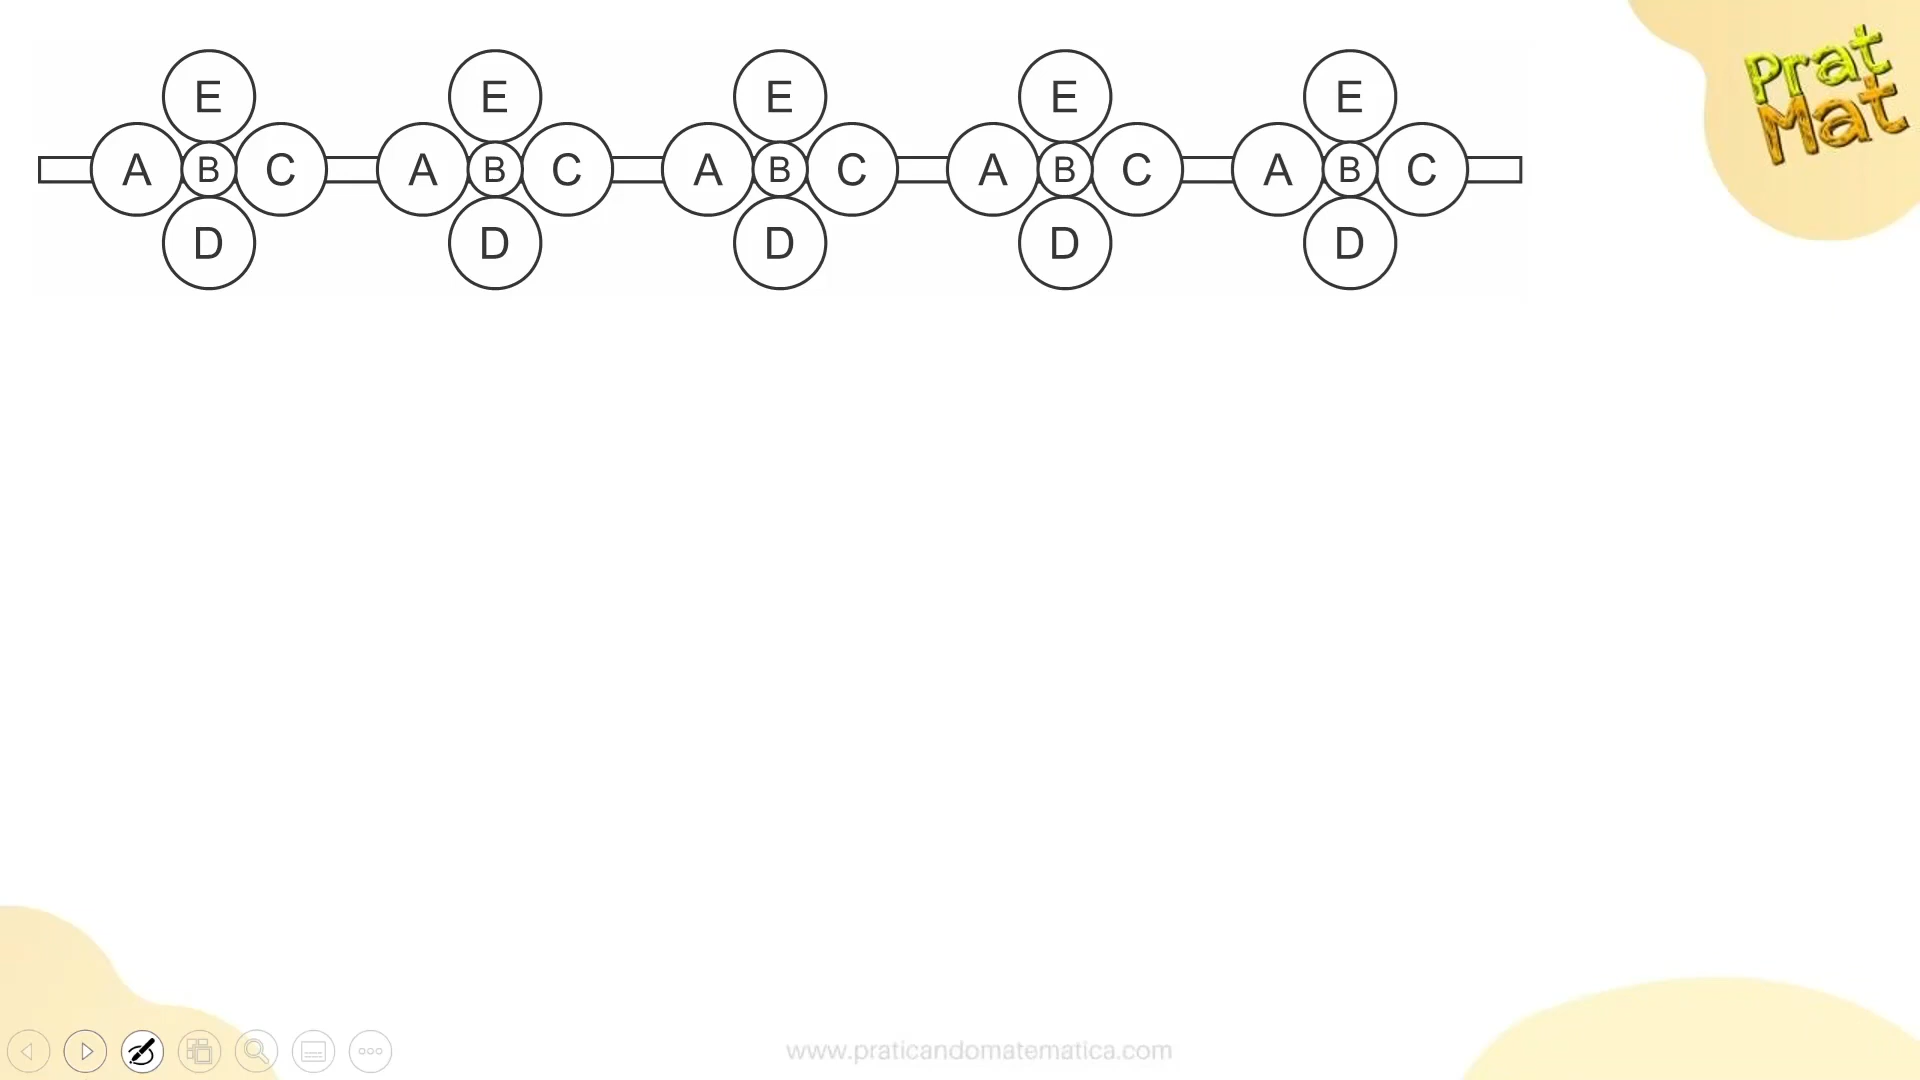 E E E E E
A B C A B C A B C A B C A B C
D D D D D
Prat
Mat
www.praticandomatematica.com